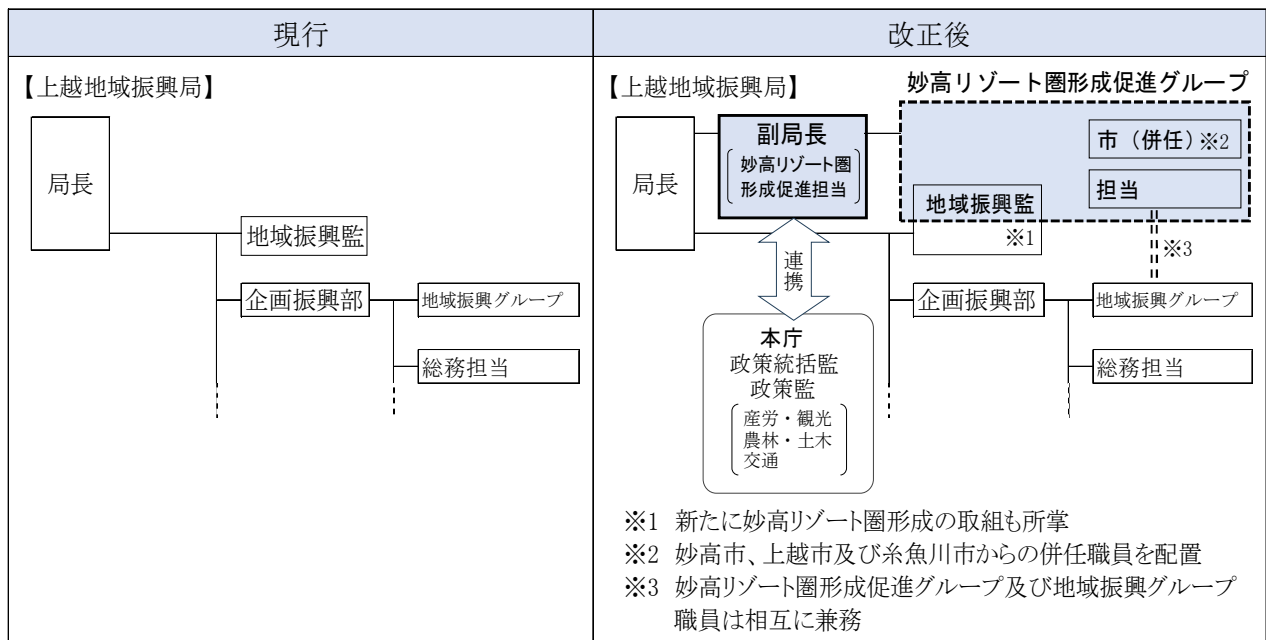 現行
【上越地域振興局】
局長
地域振興監
企画振興部
地域振興グループ
総務担当
改正後
【上越地域振興局】
妙高リゾート圏形成促進グループ
局長
副局長
妙高リゾート圏
形成促進担当
市（併任）※2
担当
地域振興監
※1
※3
連携
企画振興部
地域振興グループ
総務担当
本庁
政策統括監
政策監
産労・観光
農林・土木
交通
※1 新たに妙高リゾート圏形成の取組も所掌
※2 妙高市、上越市及び糸魚川市からの併任職員を配置
※3 妙高リゾート圏形成促進グループ及び地域振興グループ
職員は相互に兼務